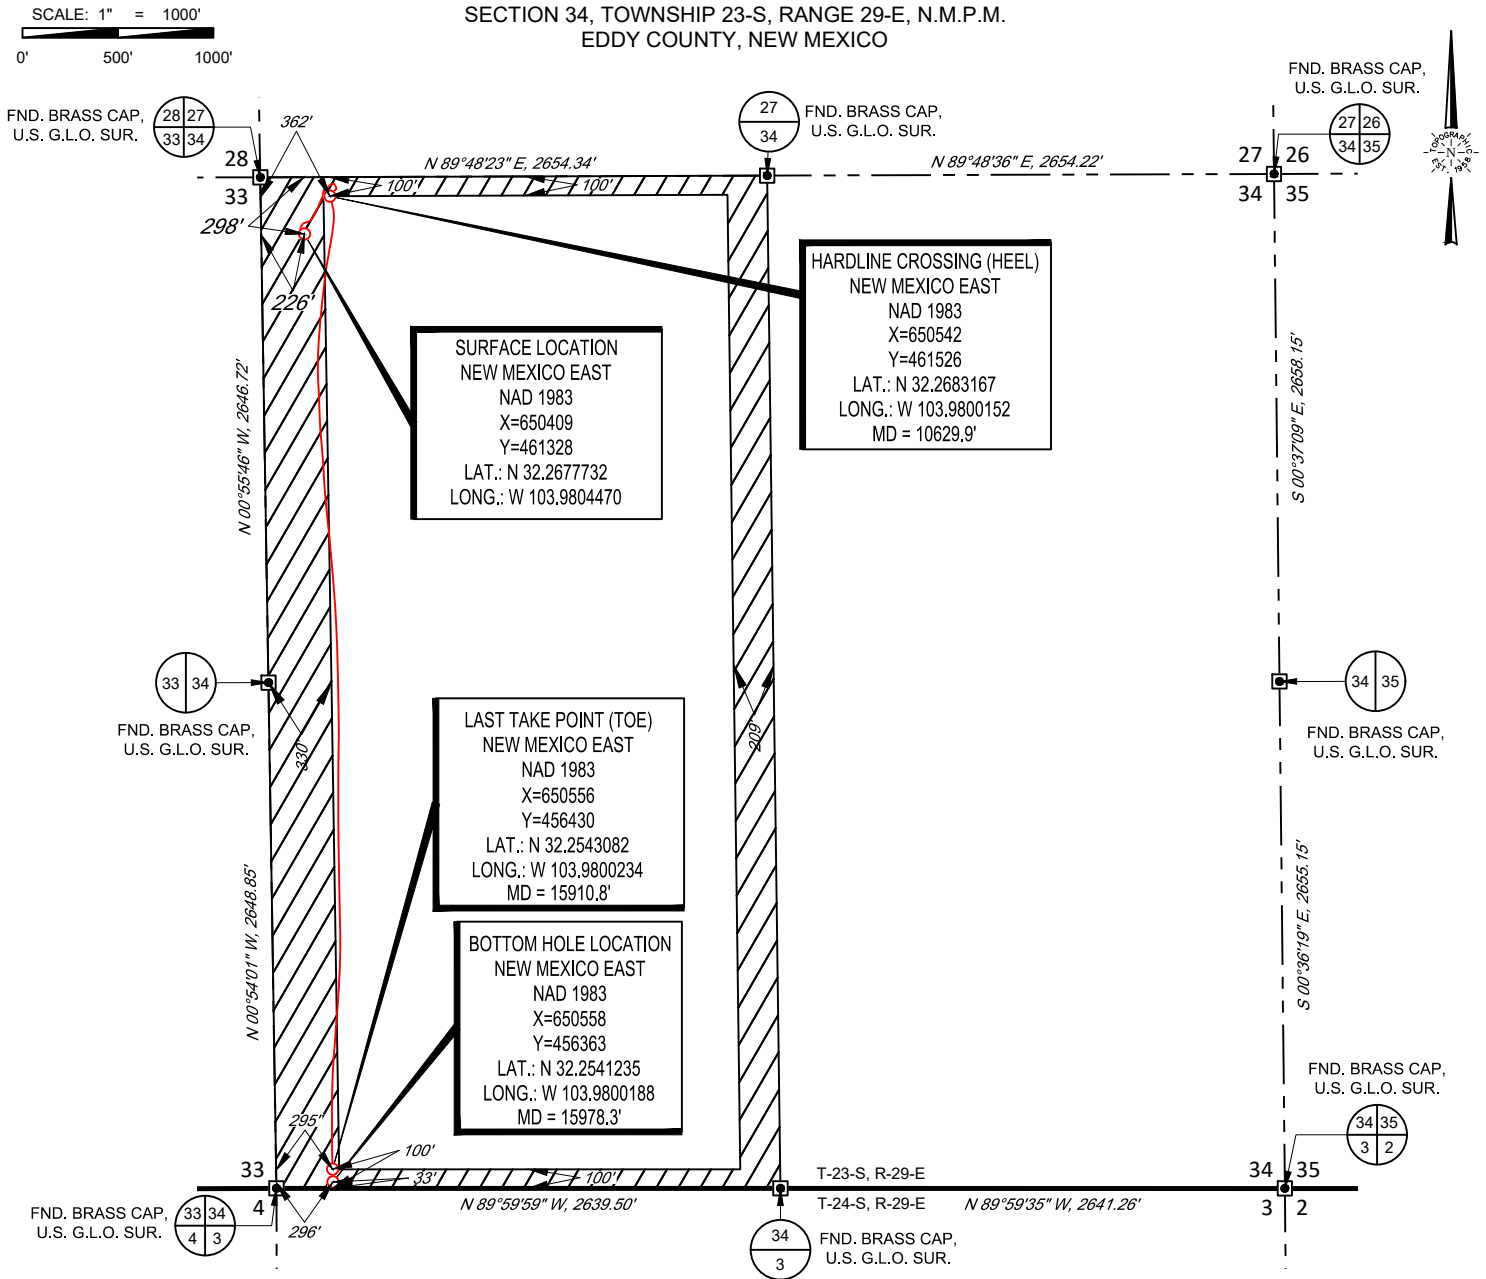 SCALE: 1" = 1000'
0' 500' 1000'
SECTION 34, TOWNSHIP 23-S, RANGE 29-E, N.M.P.M.
EDDY COUNTY, NEW MEXICO
TOPOGRAPHIC
N
EST. 1958
FND. BRASS CAP,
U.S. G.L.O. SUR.
28 27
33 34
28
33
362'
N 89°48'23" E, 2654.34'
27
34
FND. BRASS CAP,
U.S. G.L.O. SUR.
N 89°48'36" E, 2654.22'
FND. BRASS CAP,
U.S. G.L.O. SUR.
27 26
34 35
27 26
34 35
100'
100'
298'
226'
HARDLINE CROSSING (HEEL)
NEW MEXICO EAST
NAD 1983
X=650542
Y=461526
LAT.: N 32.2683167
LONG.: W 103.9800152
MD = 10629.9'
SURFACE LOCATION
NEW MEXICO EAST
NAD 1983
X=650409
Y=461328
LAT.: N 32.2677732
LONG.: W 103.9804470
N 00°55'46" W, 2646.72'
S 00°37'09" E, 2658.15'
33 34
FND. BRASS CAP,
U.S. G.L.O. SUR.
330'
209'
34 35
FND. BRASS CAP,
U.S. G.L.O. SUR.
LAST TAKE POINT (TOE)
NEW MEXICO EAST
NAD 1983
X=650556
Y=456430
LAT.: N 32.2543082
LONG.: W 103.9800234
MD = 15910.8'
BOTTOM HOLE LOCATION
NEW MEXICO EAST
NAD 1983
X=650558
Y=456363
LAT.: N 32.2541235
LONG.: W 103.9800188
MD = 15978.3'
N 00°54'01" W, 2648.85'
S 00°36'19" E, 2655.15'
FND. BRASS CAP,
U.S. G.L.O. SUR.
34 35
3 2
295"
100'
33'
100'
33
4
T-23-S, R-29-E
T-24-S, R-29-E
34 35
3 2
N 89°59'59" W, 2639.50'
N 89°59'35" W, 2641.26'
FND. BRASS CAP,
U.S. G.L.O. SUR.
33 34
4 3
296'
34
3
FND. BRASS CAP,
U.S. G.L.O. SUR.